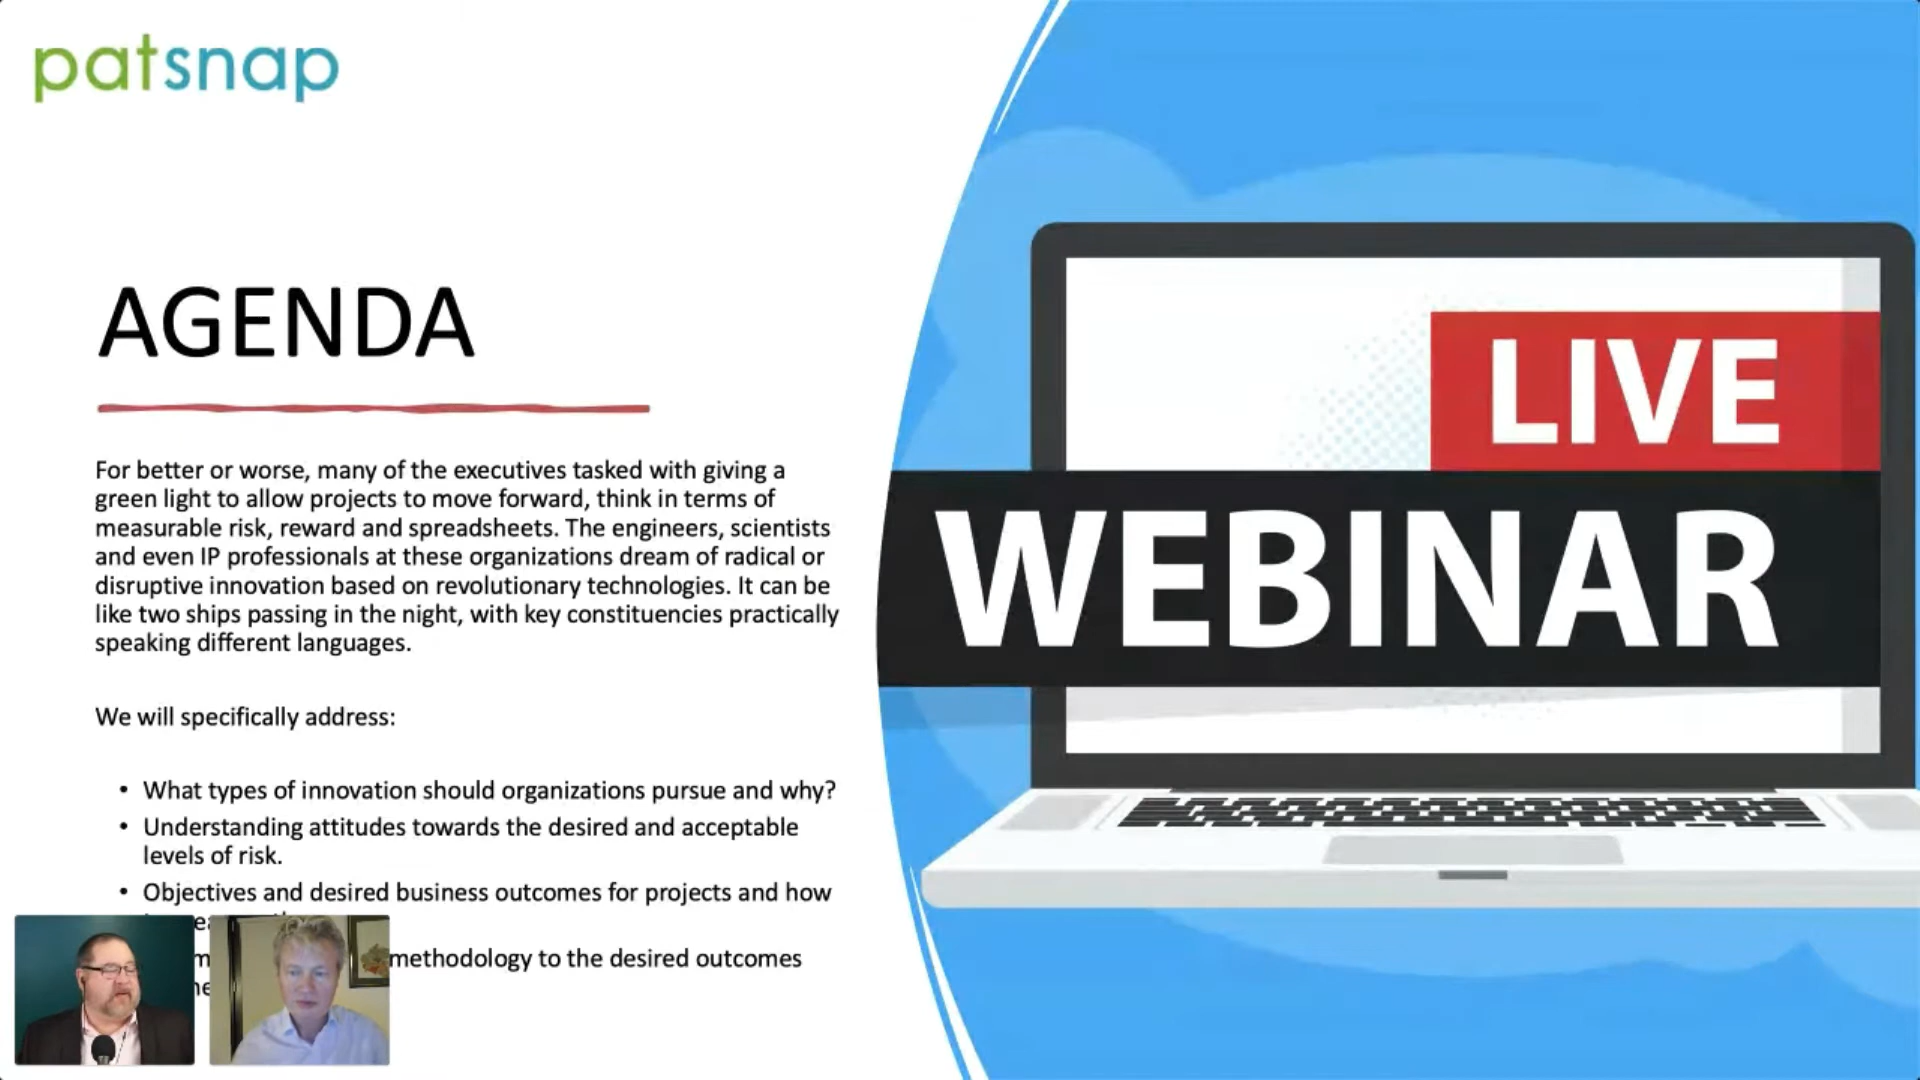 patsnap
AGENDA
For better or worse, many of the executives tasked with giving a
green light to allow projects to move forward, think in terms of
measurable risk, reward and spreadsheets. The engineers, scientists
and even IP professionals at these organizations dream of radical or
disruptive innovation based on revolutionary technologies. It can be
like two ships passing in the night, with key constituencies practically
speaking different languages.
We will specifically address:
• What types of innovation should organizations pursue and why?
• Understanding attitudes towards the desired and acceptable
levels of risk.
• Objectives and desired business outcomes for projects and how
methodology to the desired outcomes
LIVE
WEBINAR